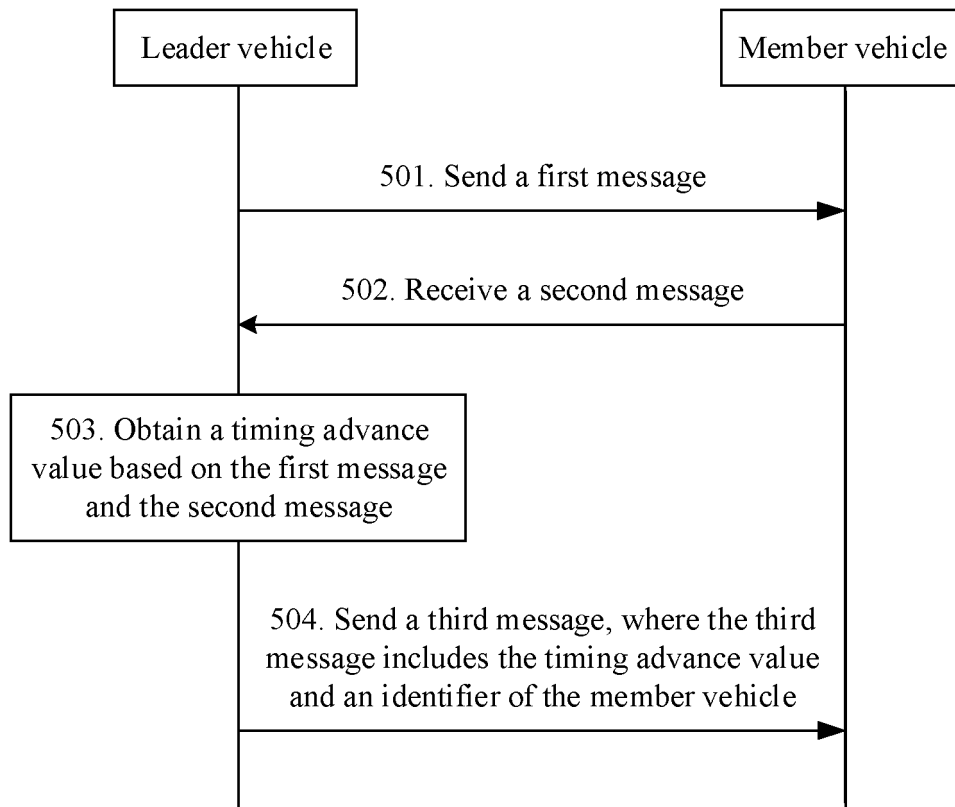 Leader vehicle
Member vehicle
501. Send a first message
502. Receive a second message
503. Obtain a timing advance
value based on the first message
and the second message
504. Send a third message, where the third
message includes the timing advance value
and an identifier of the member vehicle